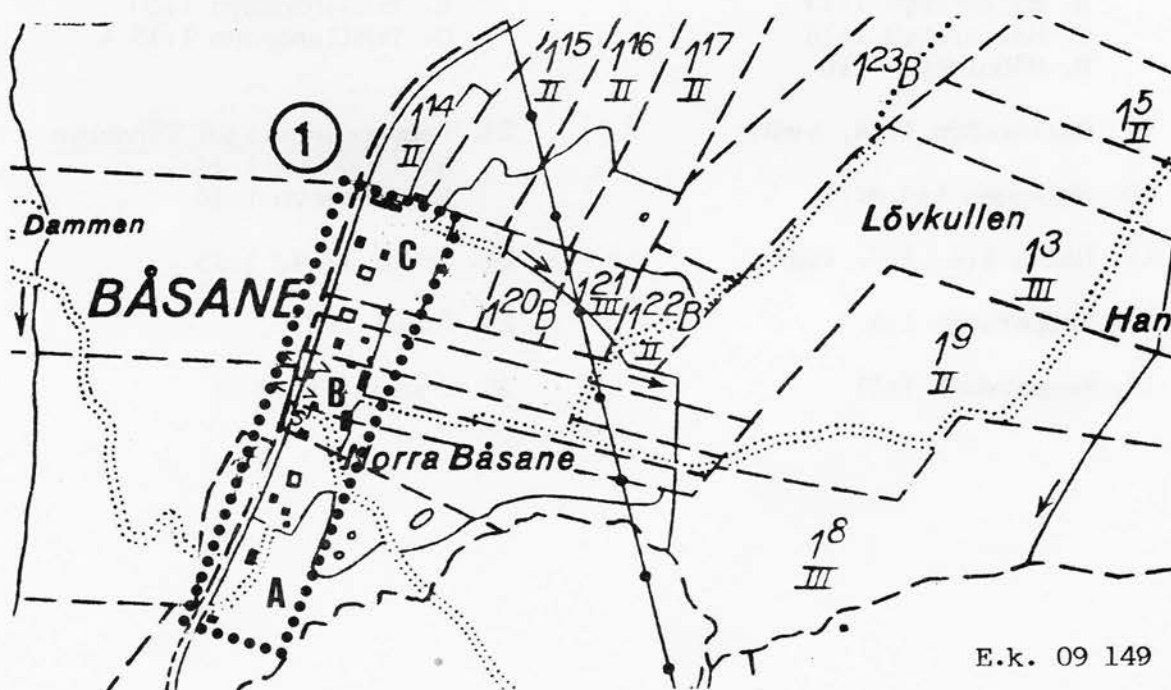 1¹⁵
II
1¹⁶
II
1¹⁷
II
1²³B
1⁵
II
1¹⁴
II
1
Dammen
Lövkullen
C
1³
III
BÅSANE
1²⁰B
1²¹
III
1²²B
II
Han
1⁹
II
B
Norra Båsane
1⁸
III
A
E.k. 09 149